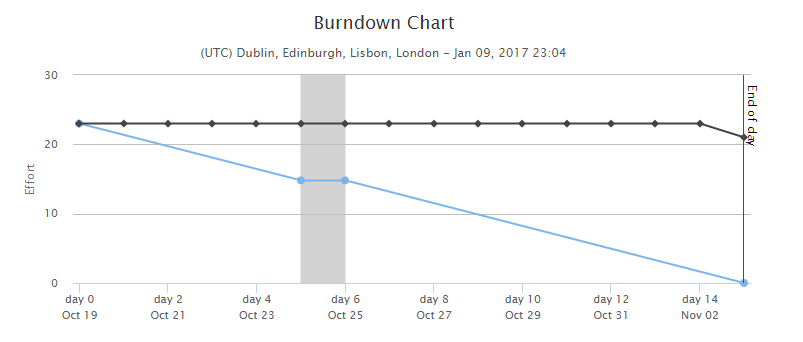 Burndown Chart
(UTC) Dublin, Edinburgh, Lisbon, London – Jan 09, 2017 23:04
Effort
30
20
10
0
End of day
day 0 day 2 day 4 day 6 day 8 day 10 day 12 day 14
Oct 19 Oct 21 Oct 23 Oct 25 Oct 27 Oct 29 Oct 31 Nov 02